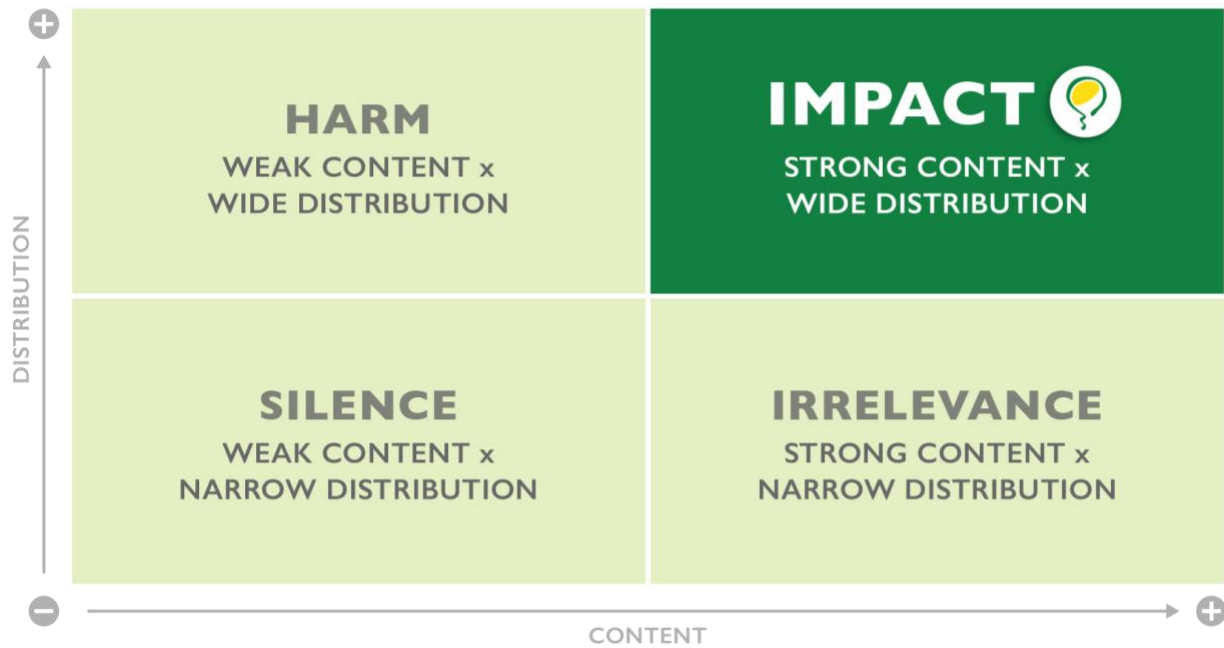 HARM
WEAK CONTENT x
WIDE DISTRIBUTION
IMPACT
STRONG CONTENT x
WIDE DISTRIBUTION
SILENCE
WEAK CONTENT x
NARROW DISTRIBUTION
IRRELEVANCE
STRONG CONTENT x
NARROW DISTRIBUTION
DISTRIBUTION
CONTENT